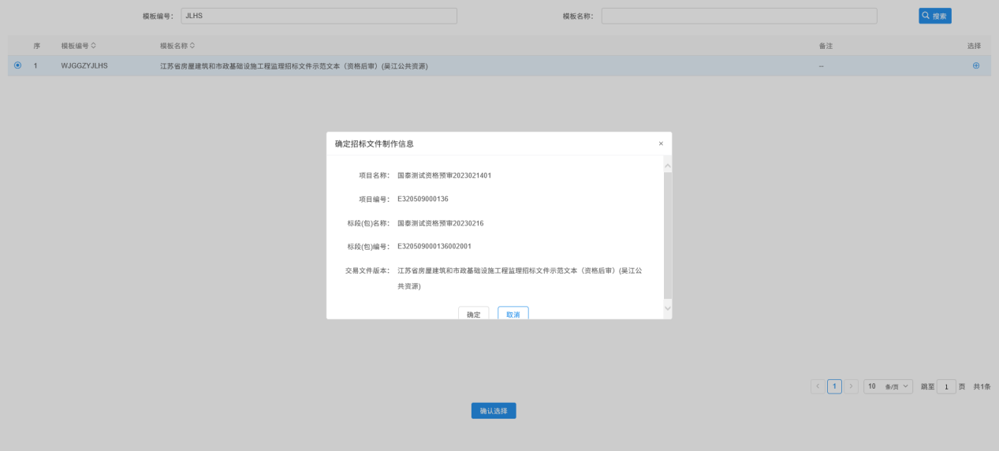 模板编号： JLHS 模板名称： 搜索
序 模板编号 模板名称 备注 选择
1 WJGGZYJLHS 江苏省房屋建筑和市政基础设施工程监理招标文件示范文本（资格后审）(吴江公共资源) --
确定招标文件制作信息 ×
项目名称： 国泰测试资格预审2023021401
项目编号： E320509000136
标段(包)名称： 国泰测试资格预审20230216
标段(包)编号： E320509000136002001
交易文件版本： 江苏省房屋建筑和市政基础设施工程监理招标文件示范文本（资格后审）(吴江公
共资源)
确定 取消
1 10 条/页 跳至 1 页 共1条
确认选择